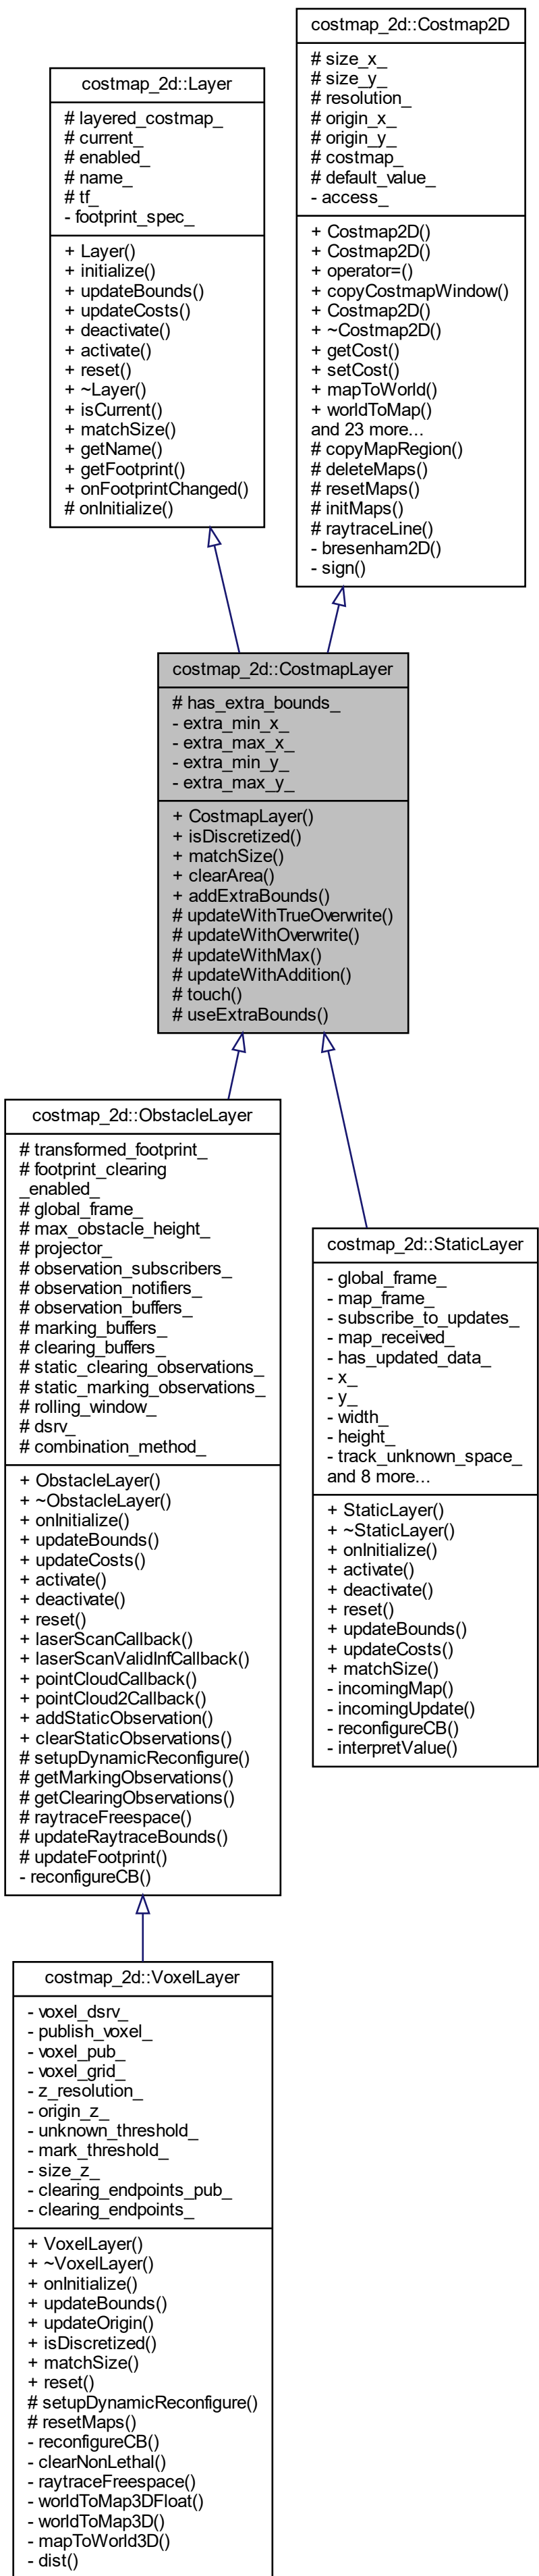 costmap_2d::Layer
# layered_costmap_
# current_
# enabled_
# name_
# tf_
- footprint_spec_
+ Layer()
+ initialize()
+ updateBounds()
+ updateCosts()
+ deactivate()
+ activate()
+ reset()
+ ~Layer()
+ isCurrent()
+ matchSize()
+ getName()
+ getFootprint()
+ onFootprintChanged()
# onInitialize()
costmap_2d::Costmap2D
# size_x_
# size_y_
# resolution_
# origin_x_
# origin_y_
# costmap_
# default_value_
- access_
+ Costmap2D()
+ Costmap2D()
+ operator=()
+ copyCostmapWindow()
+ Costmap2D()
+ ~Costmap2D()
+ getCost()
+ setCost()
+ mapToWorld()
+ worldToMap()
and 23 more...
# copyMapRegion()
# deleteMaps()
# resetMaps()
# initMaps()
# raytraceLine()
- bresenham2D()
- sign()
costmap_2d::CostmapLayer
# has_extra_bounds_
- extra_min_x_
- extra_max_x_
- extra_min_y_
- extra_max_y_
+ CostmapLayer()
+ isDiscretized()
+ matchSize()
+ clearArea()
+ addExtraBounds()
# updateWithTrueOverwrite()
# updateWithOverwrite()
# updateWithMax()
# updateWithAddition()
# touch()
# useExtraBounds()
costmap_2d::ObstacleLayer
# transformed_footprint_
# footprint_clearing
_enabled_
# global_frame_
# max_obstacle_height_
# projector_
# observation_subscribers_
# observation_notifiers_
# observation_buffers_
# marking_buffers_
# clearing_buffers_
# static_clearing_observations_
# static_marking_observations_
# rolling_window_
# dsrv_
# combination_method_
+ ObstacleLayer()
+ ~ObstacleLayer()
+ onInitialize()
+ updateBounds()
+ updateCosts()
+ activate()
+ deactivate()
+ reset()
+ laserScanCallback()
+ laserScanValidInfCallback()
+ pointCloudCallback()
+ pointCloud2Callback()
+ addStaticObservation()
+ clearStaticObservations()
# setupDynamicReconfigure()
# getMarkingObservations()
# getClearingObservations()
# raytraceFreespace()
# updateRaytraceBounds()
# updateFootprint()
- reconfigureCB()
costmap_2d::StaticLayer
- global_frame_
- map_frame_
- subscribe_to_updates_
- map_received_
- has_updated_data_
- x_
- y_
- width_
- height_
- track_unknown_space_
and 8 more...
+ StaticLayer()
+ ~StaticLayer()
+ onInitialize()
+ activate()
+ deactivate()
+ reset()
+ updateBounds()
+ updateCosts()
+ matchSize()
- incomingMap()
- incomingUpdate()
- reconfigureCB()
- interpretValue()
costmap_2d::VoxelLayer
- voxel_dsrv_
- publish_voxel_
- voxel_pub_
- voxel_grid_
- z_resolution_
- origin_z_
- unknown_threshold_
- mark_threshold_
- size_z_
- clearing_endpoints_pub_
- clearing_endpoints_
+ VoxelLayer()
+ ~VoxelLayer()
+ onInitialize()
+ updateBounds()
+ updateOrigin()
+ isDiscretized()
+ matchSize()
+ reset()
# setupDynamicReconfigure()
# resetMaps()
- reconfigureCB()
- clearNonLethal()
- raytraceFreespace()
- worldToMap3DFloat()
- worldToMap3D()
- mapToWorld3D()
- dist()